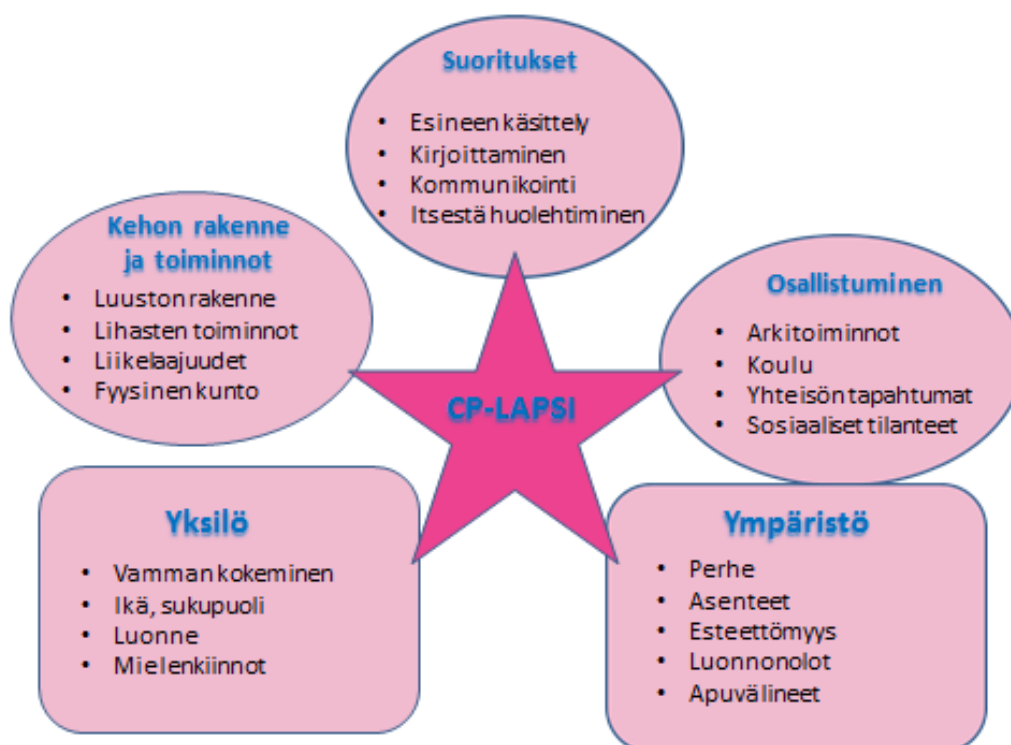 Suoritukset
• Esineen käsittely
• Kirjoittaminen
• Kommunikointi
• Itsestä huolehtiminen
Kehon rakenne
ja toiminnot
• Luuston rakenne
• Lihasten toiminnot
• Liikelaajuudet
• Fyysinen kunto
Osallistuminen
• Arkitoiminnot
• Koulu
• Yhteisön tapahtumat
• Sosiaaliset tilanteet
CP-LAPSI
Yksilö
• Vamman kokeminen
• Ikä, sukupuoli
• Luonne
• Mielenkiinnot
Ympäristö
• Perhe
• Asenteet
• Esteettömyys
• Luonnonolot
• Apuvälineet